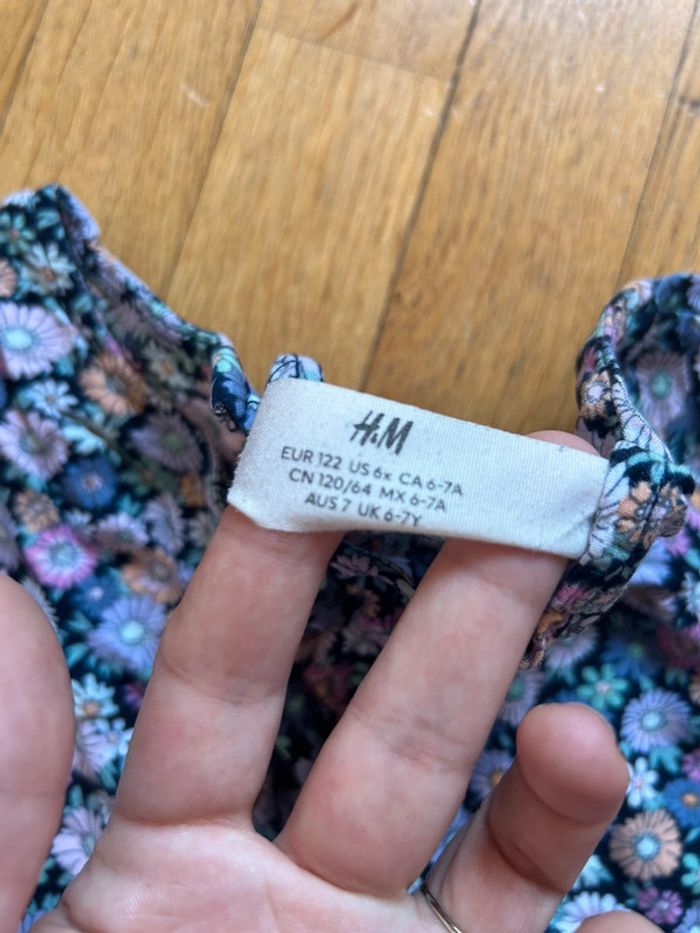 H&M
EUR 122 US 6x CA 6-7A
CN 120/64 MX 6-7A
AUS 7 UK 6-7Y